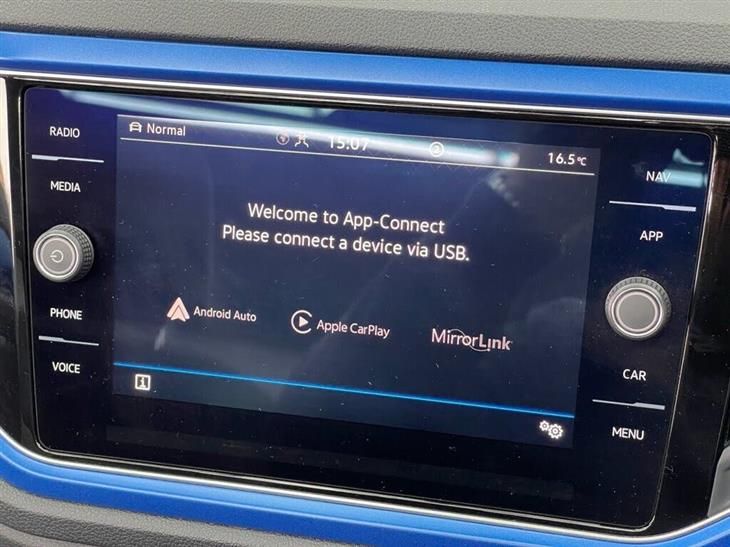 RADIO
MEDIA
PHONE
VOICE
Normal
15:07
16.5°C
Welcome to App-Connect
Please connect a device via USB.
Android Auto
Apple CarPlay
MirrorLink
i
NAV
APP
CAR
MENU